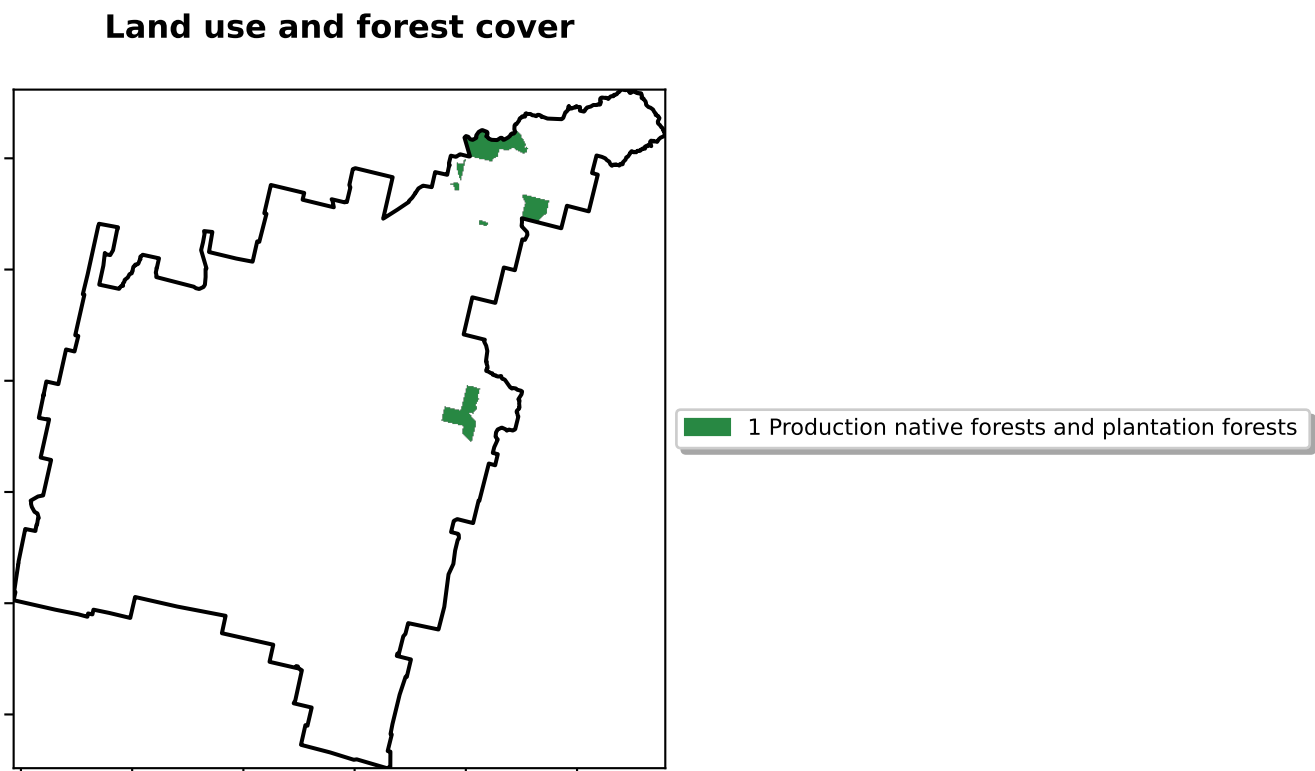 Land use and forest cover
1 Production native forests and plantation forests